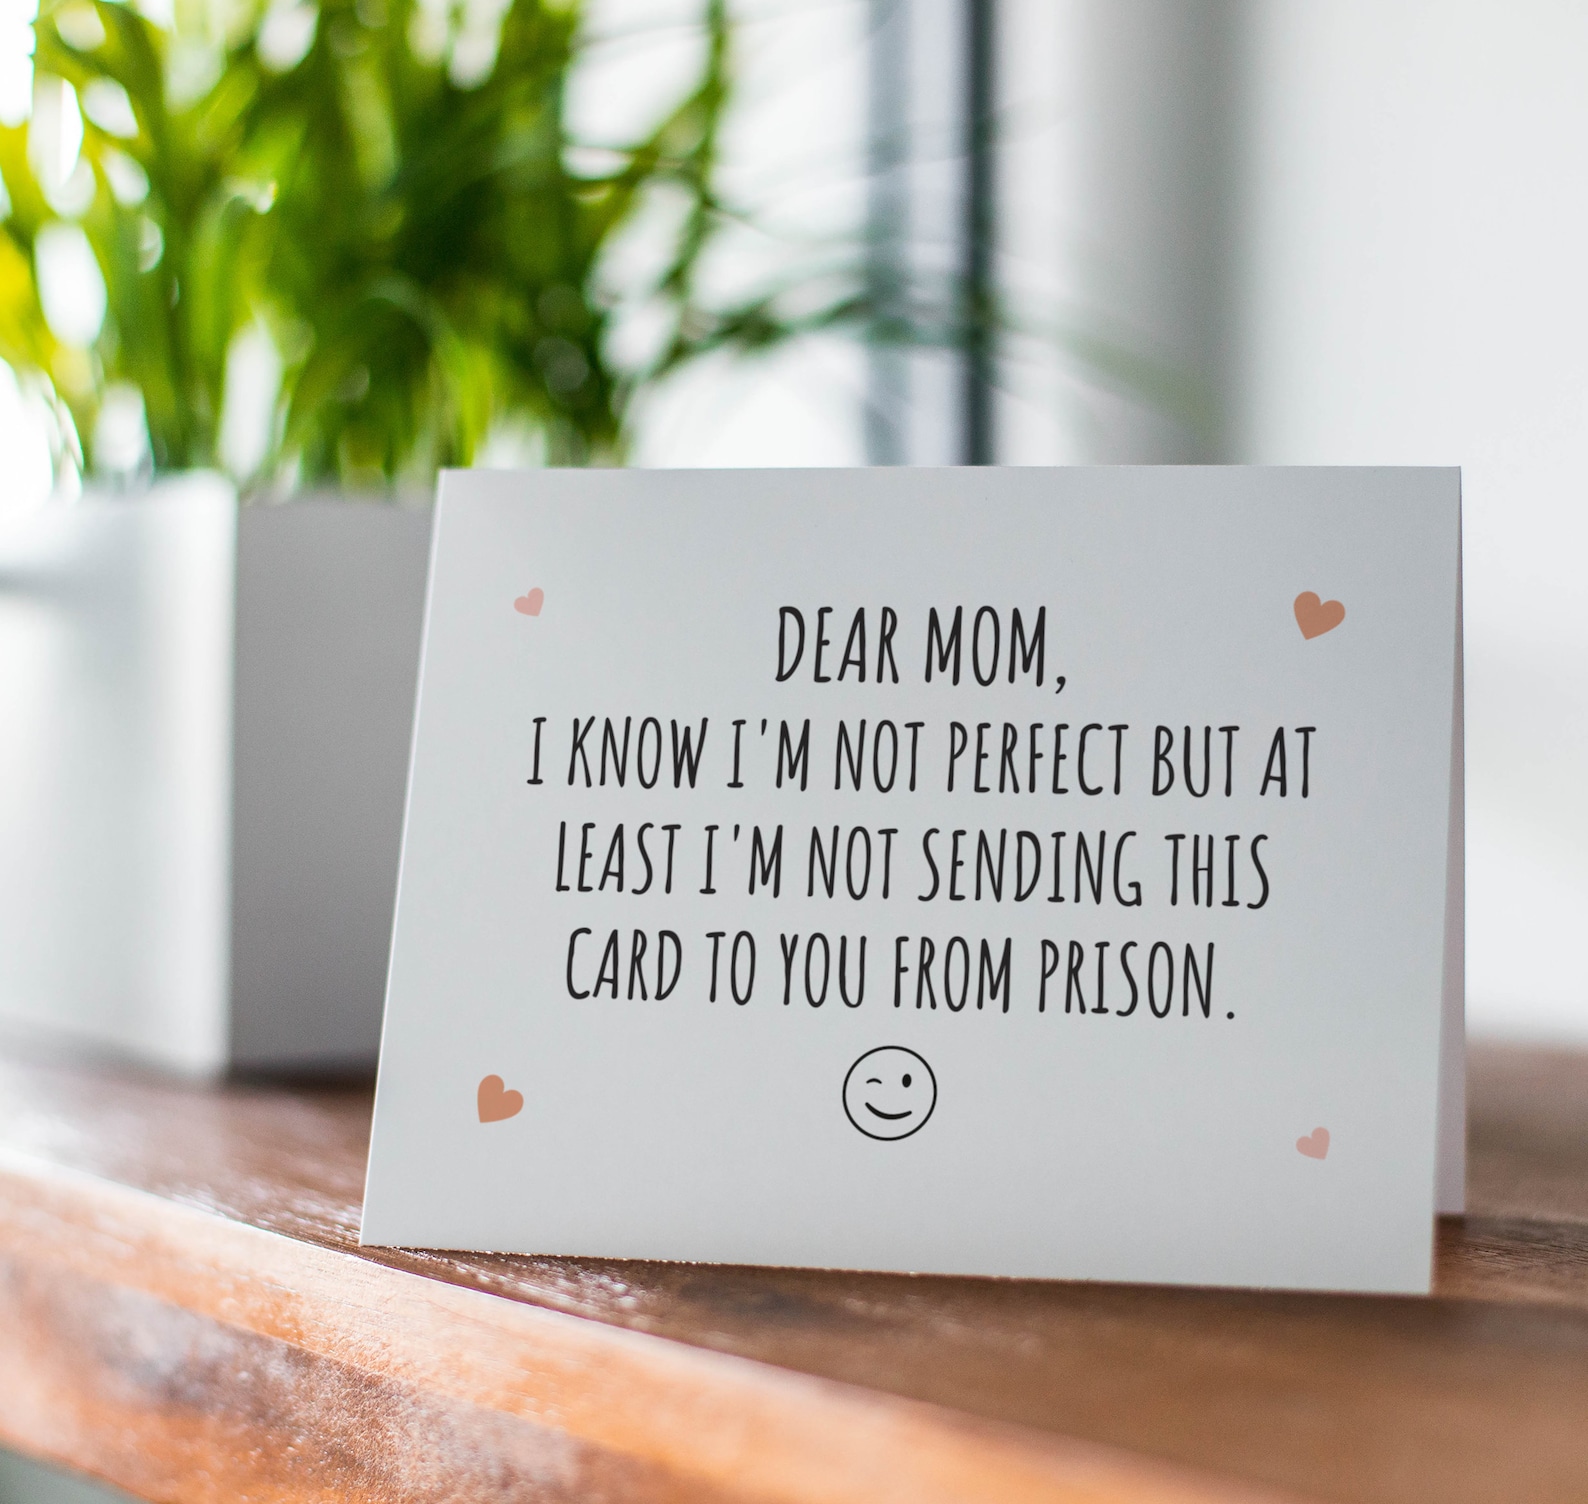 DEAR MOM,
I KNOW I'M NOT PERFECT BUT AT
LEAST I'M NOT SENDING THIS
CARD TO YOU FROM PRISON.